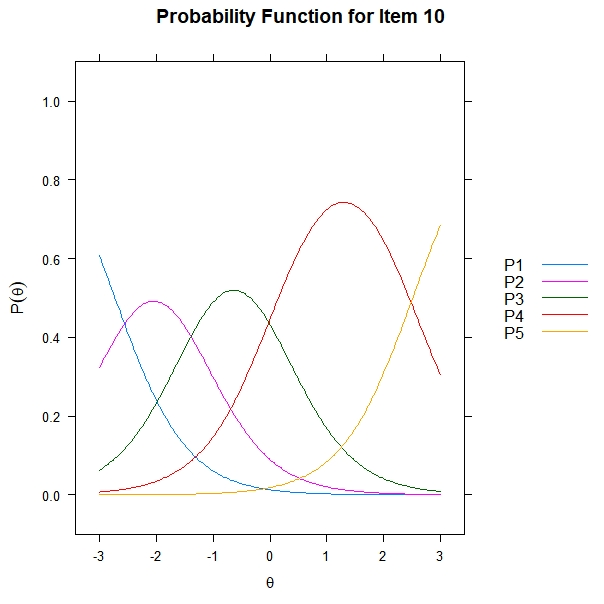 Probability Function for Item 10
1.0
0.8
0.6
0.4
0.2
0.0
P(θ)
-3 -2 -1 0 1 2 3
θ
P1
P2
P3
P4
P5